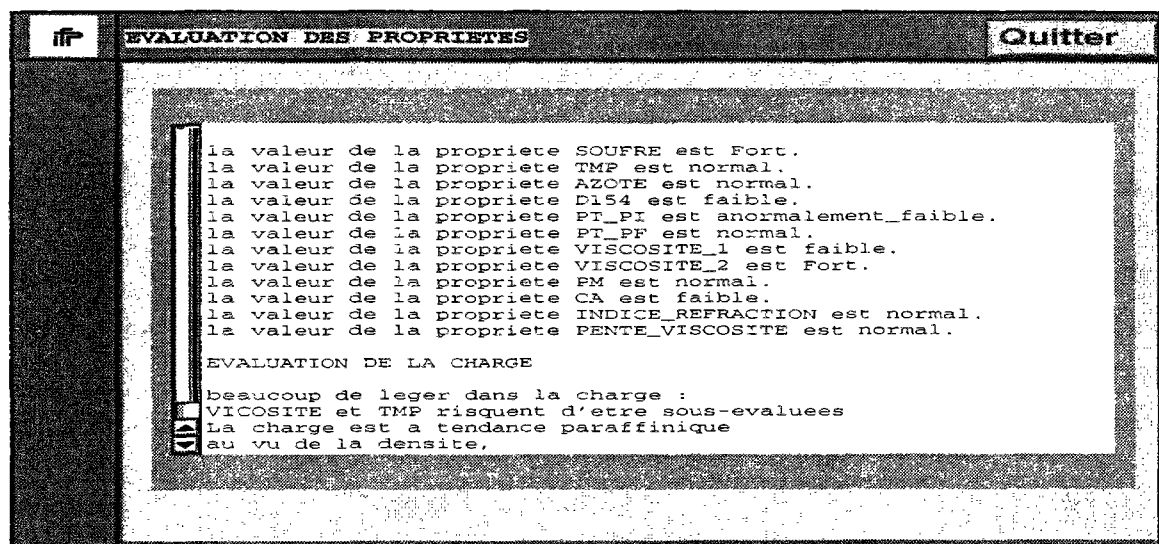 ifp
EVALUATION DES PROPRIETES
Quitter
la valeur de la propriete SOUFRE est Fort.
la valeur de la propriete TMP est normal.
la valeur de la propriete AZOTE est normal.
la valeur de la propriete D154 est faible.
la valeur de la propriete PT_PI est anormalement_faible.
la valeur de la propriete PT_PF est normal.
la valeur de la propriete VISCOSITE_1 est faible.
la valeur de la propriete VISCOSITE_2 est Fort.
la valeur de la propriete PM est normal.
la valeur de la propriete CA est faible.
la valeur de la propriete INDICE_REFRACTION est normal.
la valeur de la propriete PENTE_VISCOSITE est normal.
EVALUATION DE LA CHARGE
beaucoup de leger dans la charge :
VICOSITE et TMP risquent d'etre sous-evaluees
La charge est a tendance paraffinique
au vu de la densite,